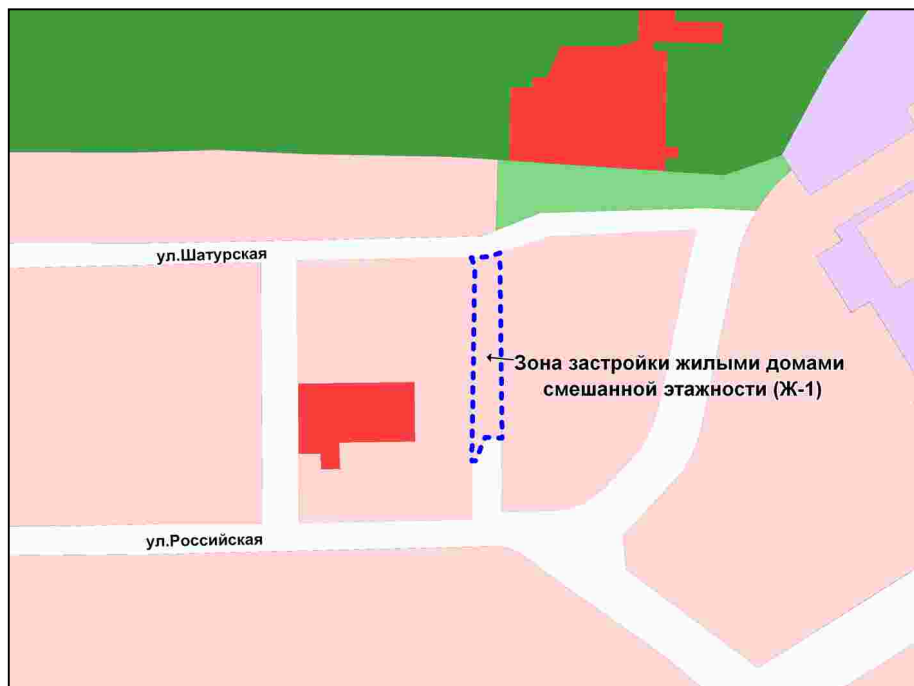 ул.Шатурская
Зона застройки жилыми домами
смешанной этажности (Ж-1)
ул.Российская